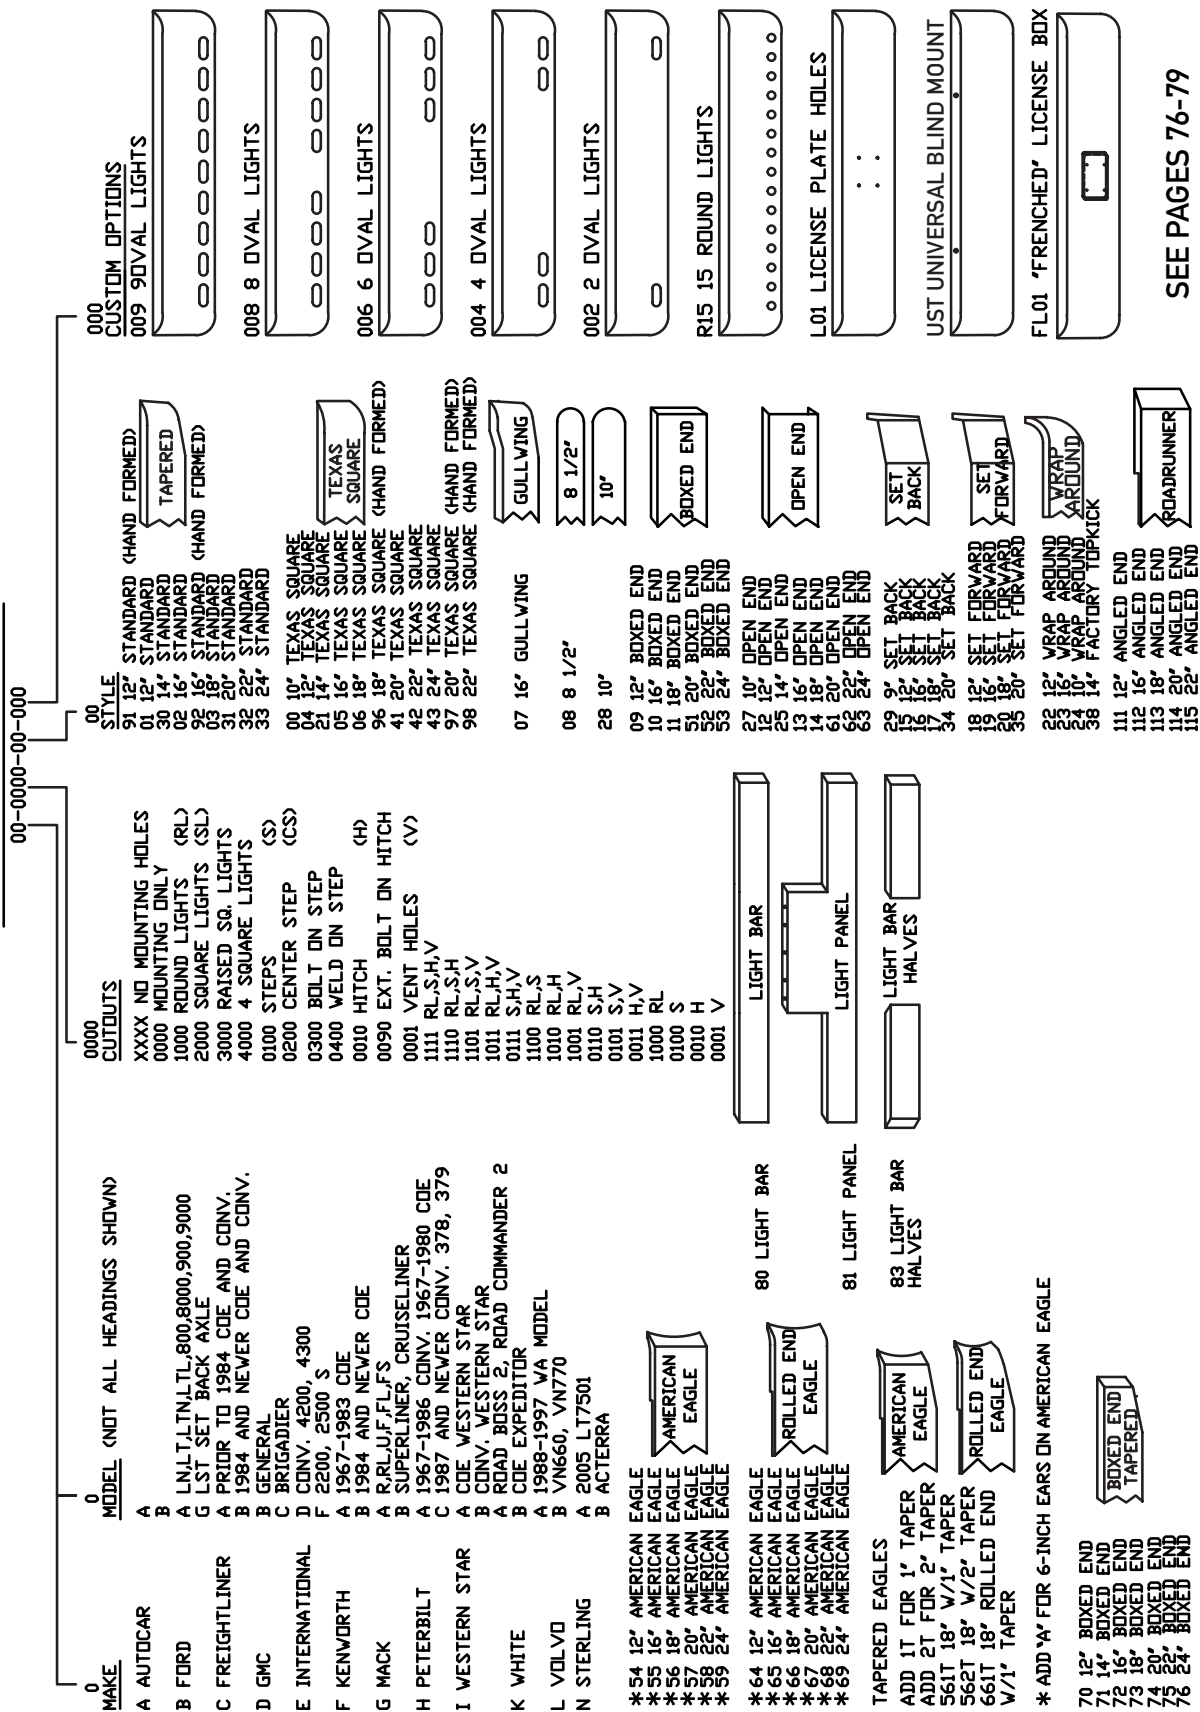 00-0000-00-000
0
MAKE
A AUTOCAR
B FORD
C FREIGHTLINER
D GMC
E INTERNATIONAL
F KENWORTH
G MACK
H PETERBILT
I WESTERN STAR
K WHITE
L VOLVO
N STERLING
0
MODEL (NOT ALL HEADINGS SHOWN)
A
B
A LN,LT,LTN,LTL,800,8000,900,9000
G LST SET BACK AXLE
A PRIOR TO 1984 COE AND CONV.
B 1984 AND NEWER COE AND CONV.
B GENERAL
C BRIGADIER
D CONV. 4200, 4300
F 2200, 2500 S
A 1967-1983 COE
B 1984 AND NEWER COE
A R,RL,U,F,FL,FS
B SUPERLINER, CRUISELINER
A 1967-1986 CONV. 1967-1980 COE
C 1987 AND NEWER CONV. 378, 379
A COE WESTERN STAR
B CONV. WESTERN STAR
A ROAD BOSS 2, ROAD COMMANDER 2
B COE EXPEDITOR
A 1988-1997 WA MODEL
B VN660, VN770
A 2005 LT7501
B ACTERRA
*54 12" AMERICAN EAGLE
*55 16" AMERICAN EAGLE
*56 18" AMERICAN EAGLE
*57 20" AMERICAN EAGLE
*58 22" AMERICAN EAGLE
*59 24" AMERICAN EAGLE
AMERICAN
EAGLE
*64 12" AMERICAN EAGLE
*65 16" AMERICAN EAGLE
*66 18" AMERICAN EAGLE
*67 20" AMERICAN EAGLE
*68 22" AMERICAN EAGLE
*69 24" AMERICAN EAGLE
ROLLED END
EAGLE
TAPERED EAGLES
ADD 1T FOR 1" TAPER
ADD 2T FOR 2" TAPER
561T 18" W/1" TAPER
562T 18" W/2" TAPER
661T 18" ROLLED END
W/1" TAPER
AMERICAN
EAGLE
ROLLED END
EAGLE
* ADD 'A' FOR 6-INCH EARS ON AMERICAN EAGLE
70 12" BOXED END
71 14" BOXED END
72 16" BOXED END
73 18" BOXED END
74 20" BOXED END
75 22" BOXED END
76 24" BOXED END
BOXED END
TAPERED
0000
CUTOUTS
XXXX NO MOUNTING HOLES
0000 MOUNTING ONLY
1000 ROUND LIGHTS (RL)
2000 SQUARE LIGHTS (SL)
3000 RAISED SQ. LIGHTS
4000 4 SQUARE LIGHTS
0100 STEPS (S)
0200 CENTER STEP (CS)
0300 BOLT ON STEP
0400 WELD ON STEP
0010 HITCH (H)
0090 EXT. BOLT ON HITCH
0001 VENT HOLES (V)
1111 RL,S,H,V
1110 RL,S,H
1101 RL,S,V
1011 RL,H,V
0111 S,H,V
1100 RL,S
1010 RL,H
1001 RL,V
0110 S,H
0101 S,V
0011 H,V
1000 RL
0100 S
0010 H
0001 V
80 LIGHT BAR
LIGHT BAR
81 LIGHT PANEL
LIGHT PANEL
83 LIGHT BAR
HALVES
LIGHT BAR
HALVES
00
STYLE
91 12" STANDARD (HAND FORMED)
01 12" STANDARD
30 14" STANDARD
02 16" STANDARD
92 16" STANDARD (HAND FORMED)
03 18" STANDARD
31 20" STANDARD
32 22" STANDARD
33 24" STANDARD
TAPERED
00 10" TEXAS SQUARE
04 12" TEXAS SQUARE
21 14" TEXAS SQUARE
05 16" TEXAS SQUARE
06 18" TEXAS SQUARE
96 18" TEXAS SQUARE (HAND FORMED)
41 20" TEXAS SQUARE
42 22" TEXAS SQUARE
43 24" TEXAS SQUARE
97 20" TEXAS SQUARE (HAND FORMED)
98 22" TEXAS SQUARE (HAND FORMED)
TEXAS
SQUARE
07 16" GULLWING
GULLWING
08 8 1/2"
8 1/2"
28 10"
10"
09 12" BOXED END
10 16" BOXED END
11 18" BOXED END
51 20" BOXED END
52 22" BOXED END
53 24" BOXED END
BOXED END
27 10" OPEN END
12 12" OPEN END
25 14" OPEN END
13 16" OPEN END
14 18" OPEN END
61 20" OPEN END
62 22" OPEN END
63 24" OPEN END
OPEN END
29 9" SET BACK
15 12" SET BACK
16 16" SET BACK
17 18" SET BACK
34 20" SET BACK
SET
BACK
18 12" SET FORWARD
19 16" SET FORWARD
20 18" SET FORWARD
35 20" SET FORWARD
SET
FORWARD
22 12" WRAP AROUND
23 16" WRAP AROUND
24 10" WRAP AROUND
38 14" FACTORY TOPKICK
WRAP
AROUND
111 12" ANGLED END
112 16" ANGLED END
113 18" ANGLED END
114 20" ANGLED END
115 22" ANGLED END
ROADRUNNER
000
CUSTOM OPTIONS
009 9OVAL LIGHTS
008 8 OVAL LIGHTS
006 6 OVAL LIGHTS
004 4 OVAL LIGHTS
002 2 OVAL LIGHTS
R15 15 ROUND LIGHTS
L01 LICENSE PLATE HOLES
UST UNIVERSAL BLIND MOUNT
FL01 "FRENCHED" LICENSE BOX
SEE PAGES 76-79